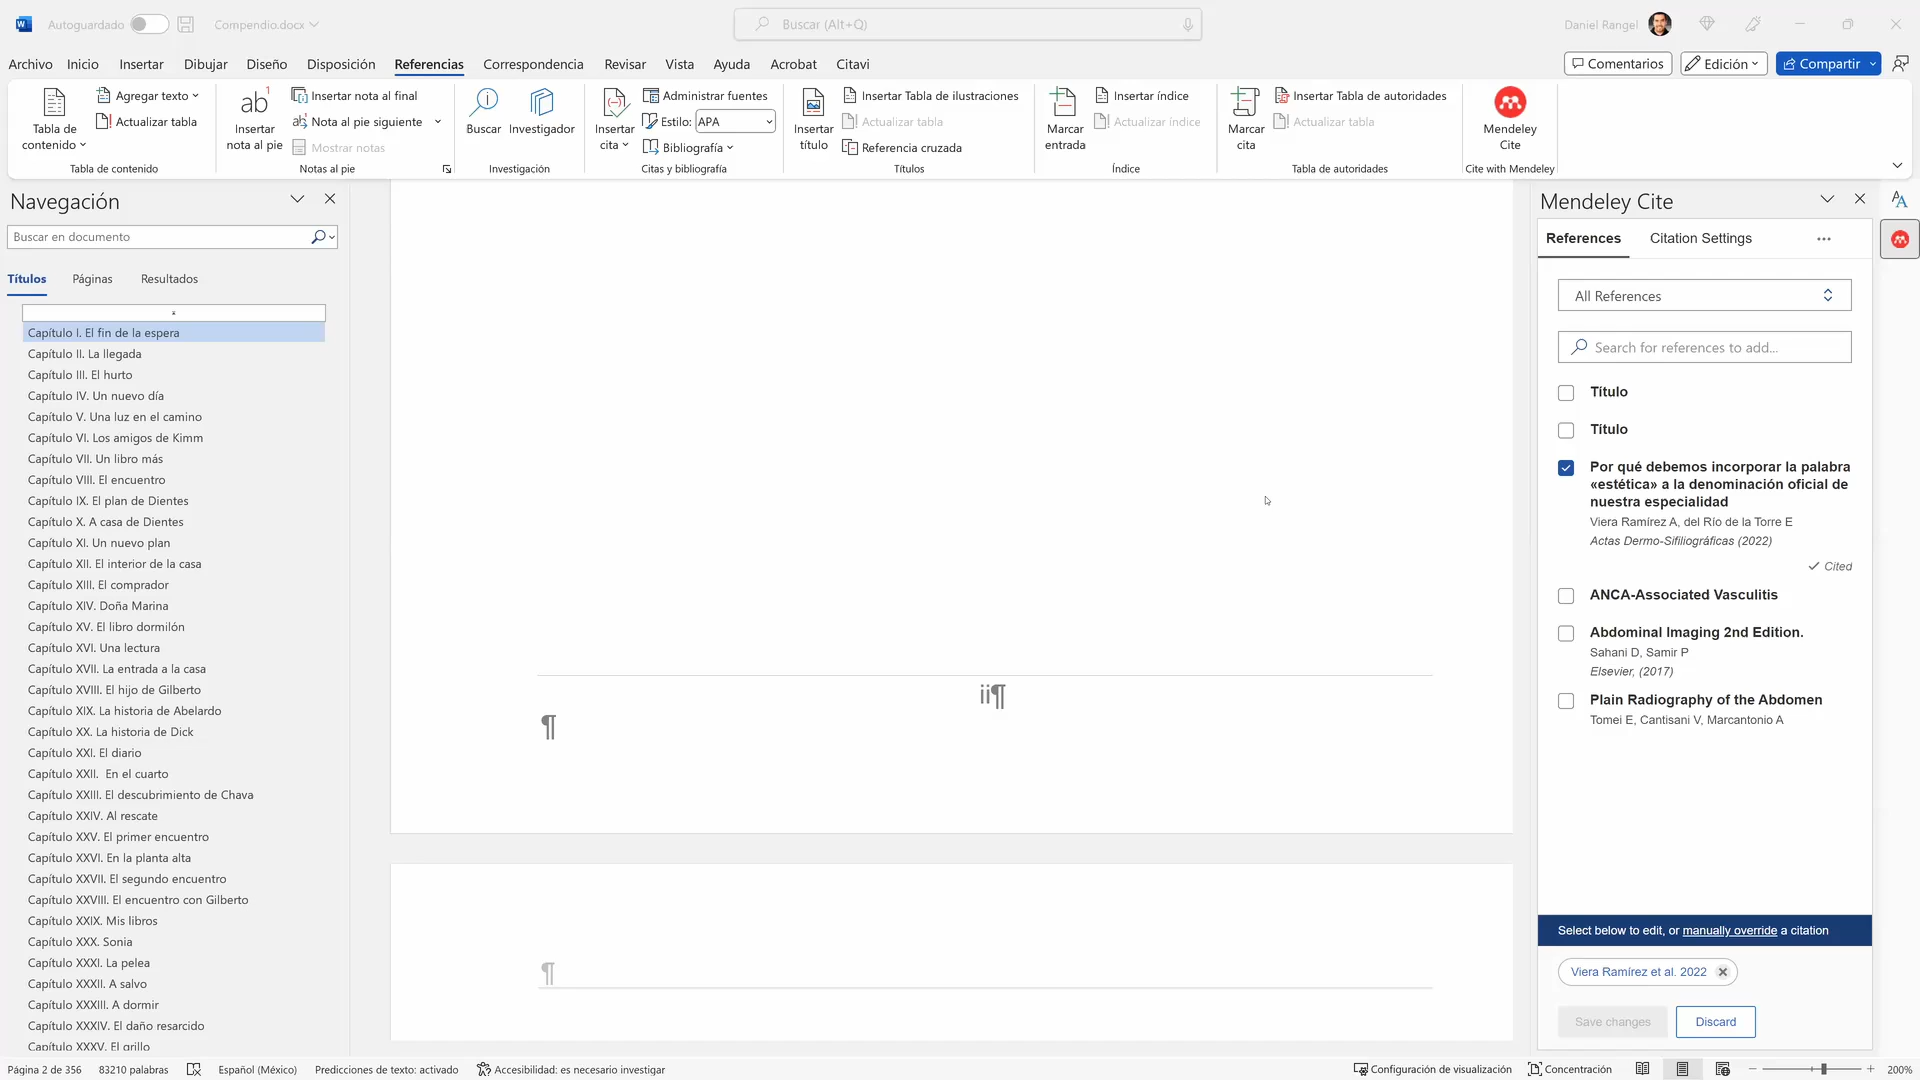 Autoguardado
Compendio.docx
Buscar (Alt+Q)
Daniel Rangel
Archivo
Inicio
Insertar
Dibujar
Diseño
Disposición
Referencias
Correspondencia
Revisar
Vista
Ayuda
Acrobat
Citavi
Comentarios
Edición
Compartir
Tabla de
contenido
Agregar texto
Actualizar tabla
Tabla de contenido
ab
Insertar
nota al pie
Insertar nota al final
Nota al pie siguiente
Mostrar notas
Notas al pie
Buscar
Investigador
Investigación
Insertar
cita
Administrar fuentes
Estilo: APA
Bibliografía
Citas y bibliografía
Insertar
título
Insertar Tabla de ilustraciones
Actualizar tabla
Referencia cruzada
Títulos
Marcar
entrada
Insertar índice
Actualizar índice
Índice
Marcar
cita
Insertar Tabla de autoridades
Actualizar tabla
Tabla de autoridades
Mendeley
Cite
Cite with Mendeley
Navegación
Buscar en documento
Títulos
Páginas
Resultados
Capítulo I. El fin de la espera
Capítulo II. La llegada
Capítulo III. El hurto
Capítulo IV. Un nuevo día
Capítulo V. Una luz en el camino
Capítulo VI. Los amigos de Kimm
Capítulo VII. Un libro más
Capítulo VIII. El encuentro
Capítulo IX. El plan de Dientes
Capítulo X. A casa de Dientes
Capítulo XI. Un nuevo plan
Capítulo XII. El interior de la casa
Capítulo XIII. El comprador
Capítulo XIV. Doña Marina
Capítulo XV. El libro dormilón
Capítulo XVI. Una lectura
Capítulo XVII. La entrada a la casa
Capítulo XVIII. El hijo de Gilberto
Capítulo XIX. La historia de Abelardo
Capítulo XX. La historia de Dick
Capítulo XXI. El diario
Capítulo XXII. En el cuarto
Capítulo XXIII. El descubrimiento de Chava
Capítulo XXIV. Al rescate
Capítulo XXV. El primer encuentro
Capítulo XXVI. En la planta alta
Capítulo XXVII. El segundo encuentro
Capítulo XXVIII. El encuentro con Gilberto
Capítulo XXIX. Mis libros
Capítulo XXX. Sonia
Capítulo XXXI. La pelea
Capítulo XXXII. A salvo
Capítulo XXXIII. A dormir
Capítulo XXXIV. El daño resarcido
Capítulo XXXV. El grillo
ii¶
¶
¶
Mendeley Cite
References
Citation Settings
All References
Search for references to add...
Título
Título
Por qué debemos incorporar la palabra
«estética» a la denominación oficial de
nuestra especialidad
Viera Ramírez A, del Río de la Torre E
Actas Dermo-Sifiliográficas (2022)
Cited
ANCA-Associated Vasculitis
Abdominal Imaging 2nd Edition.
Sahani D, Samir P
Elsevier, (2017)
Plain Radiography of the Abdomen
Tomei E, Cantisani V, Marcantonio A
Select below to edit, or manually override a citation
Viera Ramírez et al. 2022
Save changes
Discard
Página 2 de 356
83210 palabras
Español (México)
Predicciones de texto: activado
Accesibilidad: es necesario investigar
Configuración de visualización
Concentración
200%